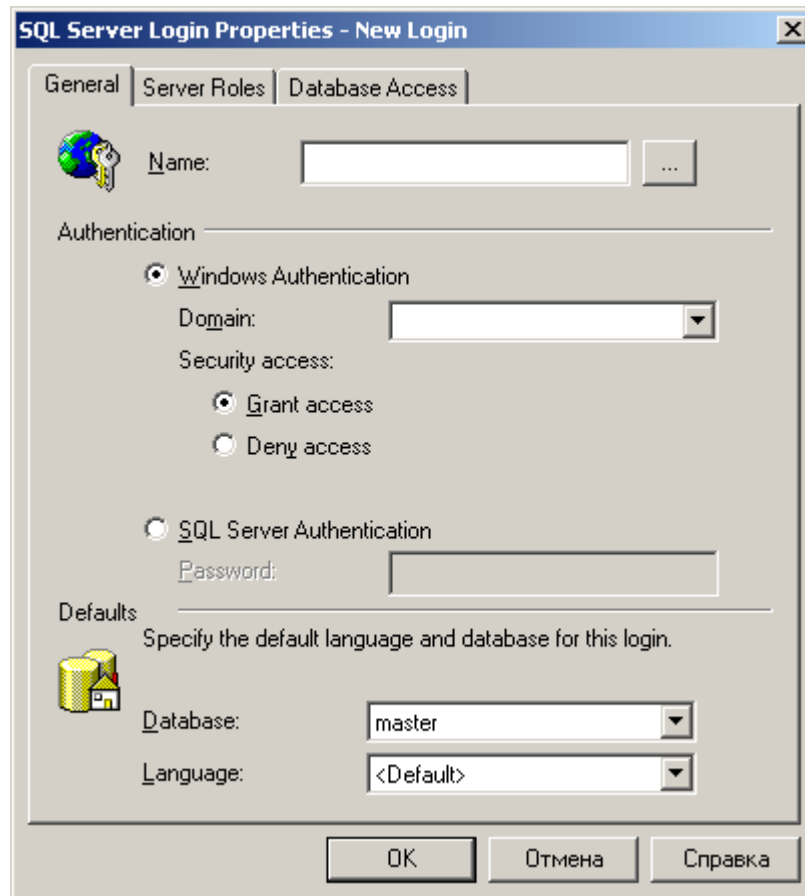 SQL Server Login Properties - New Login
General Server Roles Database Access
Name: ...
Authentication
Windows Authentication
Domain:
Security access:
Grant access
Deny access
SQL Server Authentication
Password:
Defaults
Specify the default language and database for this login.
Database: master
Language: <Default>
OK Отмена Справка